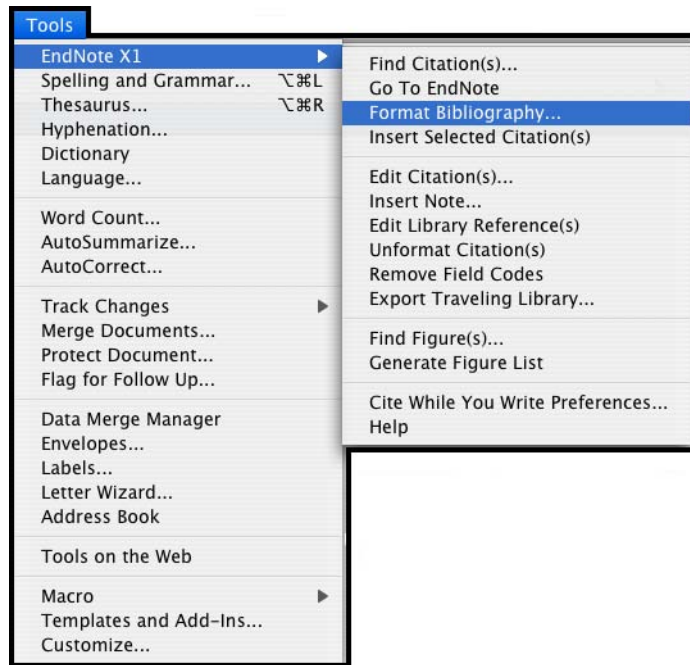 Tools
EndNote X1
Spelling and Grammar... ⌥⌘L
Thesaurus... ⌥⌘R
Hyphenation...
Dictionary
Language...
Word Count...
AutoSummarize...
AutoCorrect...
Track Changes
Merge Documents...
Protect Document...
Flag for Follow Up...
Data Merge Manager
Envelopes...
Labels...
Letter Wizard...
Address Book
Tools on the Web
Macro
Templates and Add-Ins...
Customize...
Find Citation(s)...
Go To EndNote
Format Bibliography...
Insert Selected Citation(s)
Edit Citation(s)...
Insert Note...
Edit Library Reference(s)
Unformat Citation(s)
Remove Field Codes
Export Traveling Library...
Find Figure(s)...
Generate Figure List
Cite While You Write Preferences...
Help